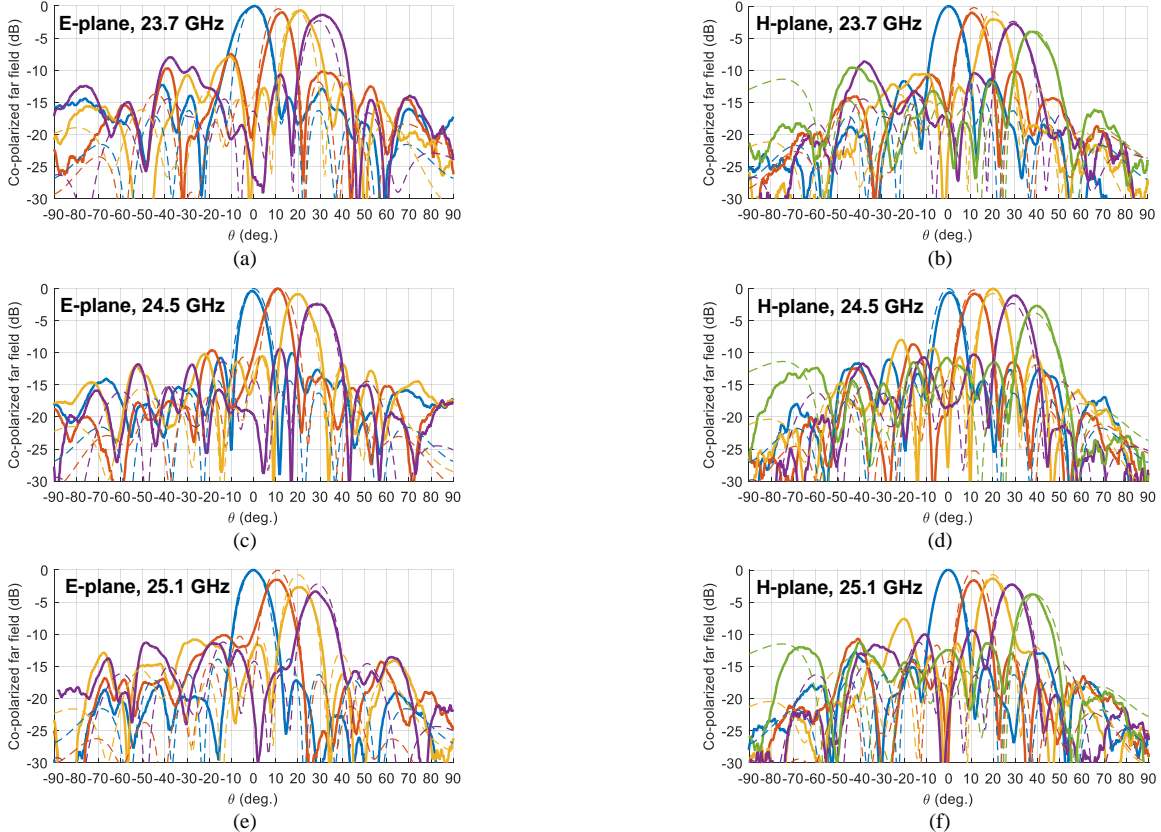 E-plane, 23.7 GHz
Co-polarized far field (dB)
0
-5
-10
-15
-20
-25
-30
-90-80-70-60-50-40-30-20-10 0 10 20 30 40 50 60 70 80 90
θ (deg.)
(a)
H-plane, 23.7 GHz
Co-polarized far field (dB)
0
-5
-10
-15
-20
-25
-30
-90-80-70-60-50-40-30-20-10 0 10 20 30 40 50 60 70 80 90
θ (deg.)
(b)
E-plane, 24.5 GHz
Co-polarized far field (dB)
0
-5
-10
-15
-20
-25
-30
-90-80-70-60-50-40-30-20-10 0 10 20 30 40 50 60 70 80 90
θ (deg.)
(c)
H-plane, 24.5 GHz
Co-polarized far field (dB)
0
-5
-10
-15
-20
-25
-30
-90-80-70-60-50-40-30-20-10 0 10 20 30 40 50 60 70 80 90
θ (deg.)
(d)
E-plane, 25.1 GHz
Co-polarized far field (dB)
0
-5
-10
-15
-20
-25
-30
-90-80-70-60-50-40-30-20-10 0 10 20 30 40 50 60 70 80 90
θ (deg.)
(e)
H-plane, 25.1 GHz
Co-polarized far field (dB)
0
-5
-10
-15
-20
-25
-30
-90-80-70-60-50-40-30-20-10 0 10 20 30 40 50 60 70 80 90
θ (deg.)
(f)